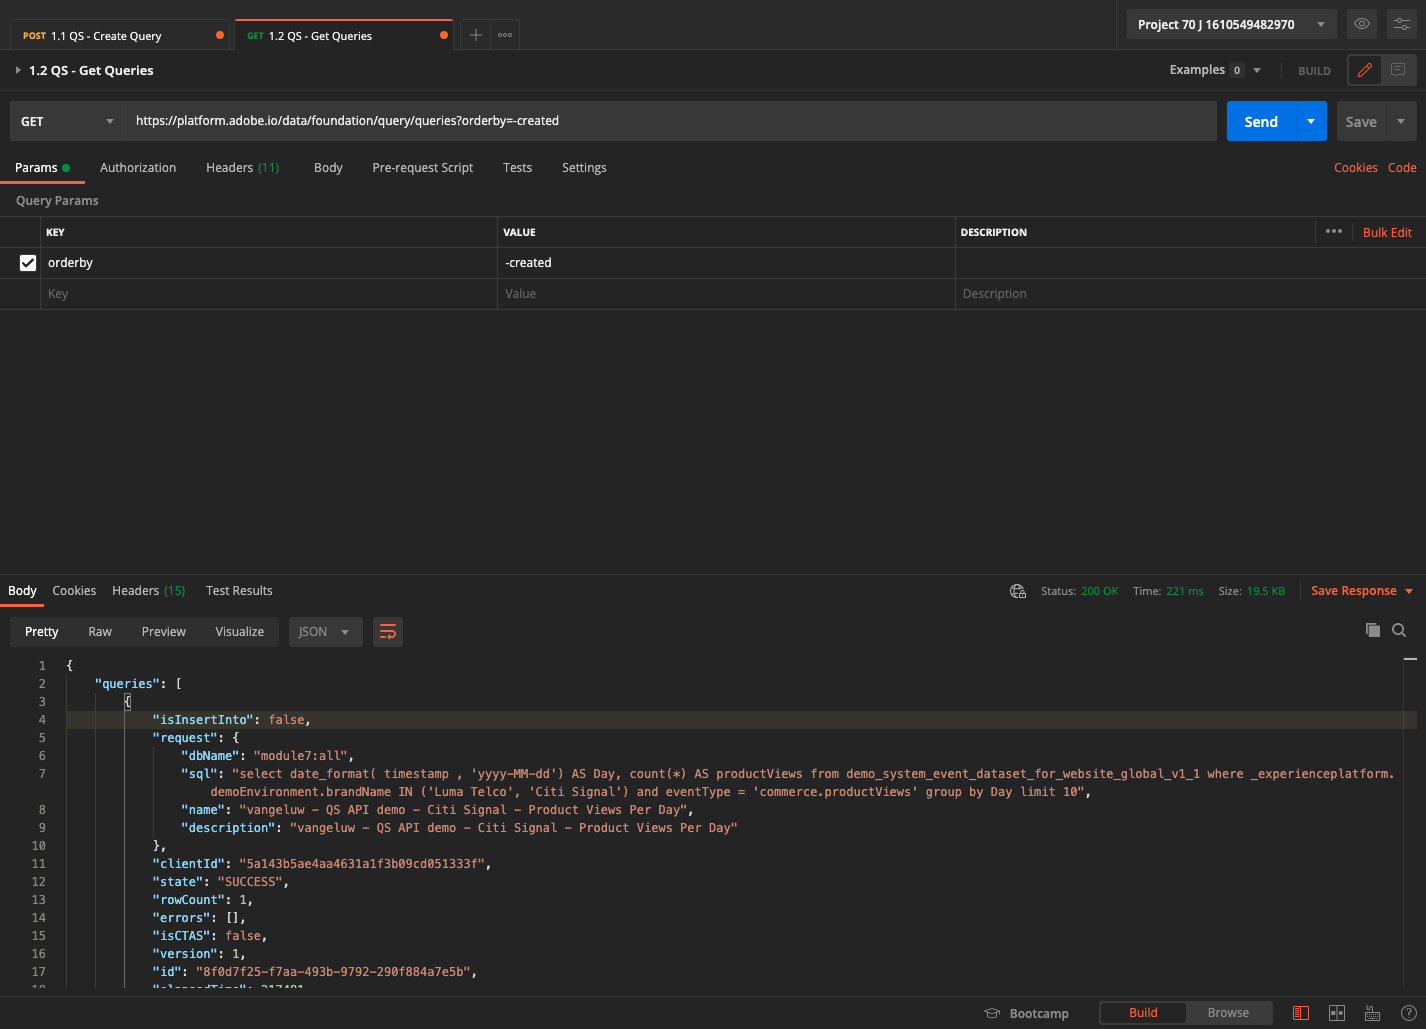 POST 1.1 QS - Create Query
GET 1.2 QS - Get Queries
Project 70 J 1610549482970
1.2 QS - Get Queries
Examples 0
BUILD
GET
https://platform.adobe.io/data/foundation/query/queries?orderby=-created
Send
Save
Params
Authorization
Headers (11)
Body
Pre-request Script
Tests
Settings
Cookies
Code
Query Params
KEY
VALUE
DESCRIPTION
Bulk Edit
orderby
-created
Key
Value
Description
Body
Cookies
Headers (15)
Test Results
Status: 200 OK
Time: 221 ms
Size: 19.5 KB
Save Response
Pretty
Raw
Preview
Visualize
JSON
1 {
2 "queries": [
3 {
4 "isInsertInto": false,
5 "request": {
6 "dbName": "module7:all",
7 "sql": "select date_format( timestamp , 'yyyy-MM-dd') AS Day, count(*) AS productViews from demo_system_event_dataset_for_website_global_v1_1 where _experienceplatform.
demoEnvironment.brandName IN ('Luma Telco', 'Citi Signal') and eventType = 'commerce.productViews' group by Day limit 10",
8 "name": "vangeluw - QS API demo - Citi Signal - Product Views Per Day",
9 "description": "vangeluw - QS API demo - Citi Signal - Product Views Per Day"
10 },
11 "clientId": "5a143b5ae4aa4631a1f3b09cd051333f",
12 "state": "SUCCESS",
13 "rowCount": 1,
14 "errors": [],
15 "isCTAS": false,
16 "version": 1,
17 "id": "8f0d7f25-f7aa-493b-9792-290f884a7e5b",
Bootcamp
Build
Browse